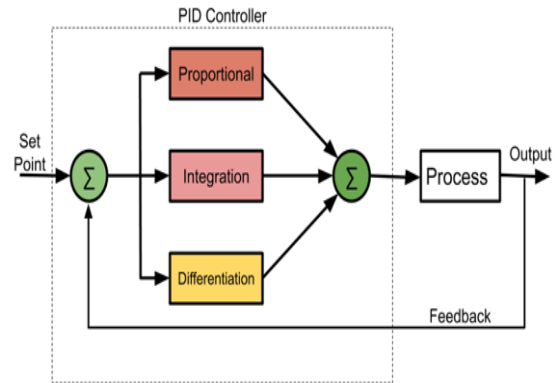 PID Controller
Proportional
Set
Point
Σ
Integration
Σ
Process
Output
Differentiation
Feedback